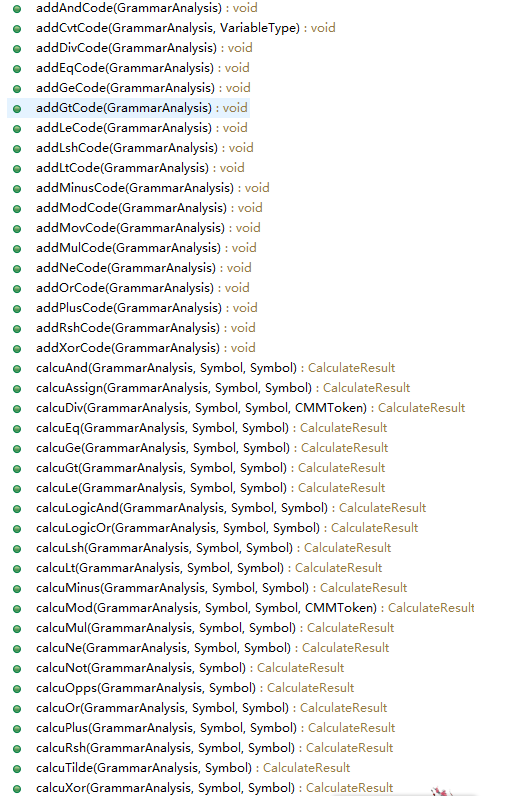 addAndCode(GrammarAnalysis) : void
addCvtCode(GrammarAnalysis, VariableType) : void
addDivCode(GrammarAnalysis) : void
addEqCode(GrammarAnalysis) : void
addGeCode(GrammarAnalysis) : void
addGtCode(GrammarAnalysis) : void
addLeCode(GrammarAnalysis) : void
addLshCode(GrammarAnalysis) : void
addLtCode(GrammarAnalysis) : void
addMinusCode(GrammarAnalysis) : void
addModCode(GrammarAnalysis) : void
addMovCode(GrammarAnalysis) : void
addMulCode(GrammarAnalysis) : void
addNeCode(GrammarAnalysis) : void
addOrCode(GrammarAnalysis) : void
addPlusCode(GrammarAnalysis) : void
addRshCode(GrammarAnalysis) : void
addXorCode(GrammarAnalysis) : void
calcuAnd(GrammarAnalysis, Symbol, Symbol) : CalculateResult
calcuAssign(GrammarAnalysis, Symbol, Symbol) : CalculateResult
calcuDiv(GrammarAnalysis, Symbol, Symbol, CMMToken) : CalculateResult
calcuEq(GrammarAnalysis, Symbol, Symbol) : CalculateResult
calcuGe(GrammarAnalysis, Symbol, Symbol) : CalculateResult
calcuGt(GrammarAnalysis, Symbol, Symbol) : CalculateResult
calcuLe(GrammarAnalysis, Symbol, Symbol) : CalculateResult
calcuLogicAnd(GrammarAnalysis, Symbol, Symbol) : CalculateResult
calcuLogicOr(GrammarAnalysis, Symbol, Symbol) : CalculateResult
calcuLsh(GrammarAnalysis, Symbol, Symbol) : CalculateResult
calcuLt(GrammarAnalysis, Symbol, Symbol) : CalculateResult
calcuMinus(GrammarAnalysis, Symbol, Symbol) : CalculateResult
calcuMod(GrammarAnalysis, Symbol, Symbol, CMMToken) : CalculateResult
calcuMul(GrammarAnalysis, Symbol, Symbol) : CalculateResult
calcuNe(GrammarAnalysis, Symbol, Symbol) : CalculateResult
calcuNot(GrammarAnalysis, Symbol) : CalculateResult
calcuOpps(GrammarAnalysis, Symbol) : CalculateResult
calcuOr(GrammarAnalysis, Symbol, Symbol) : CalculateResult
calcuPlus(GrammarAnalysis, Symbol, Symbol) : CalculateResult
calcuRsh(GrammarAnalysis, Symbol, Symbol) : CalculateResult
calcuTilde(GrammarAnalysis, Symbol) : CalculateResult
calcuXor(GrammarAnalysis, Symbol, Symbol) : CalculateResult